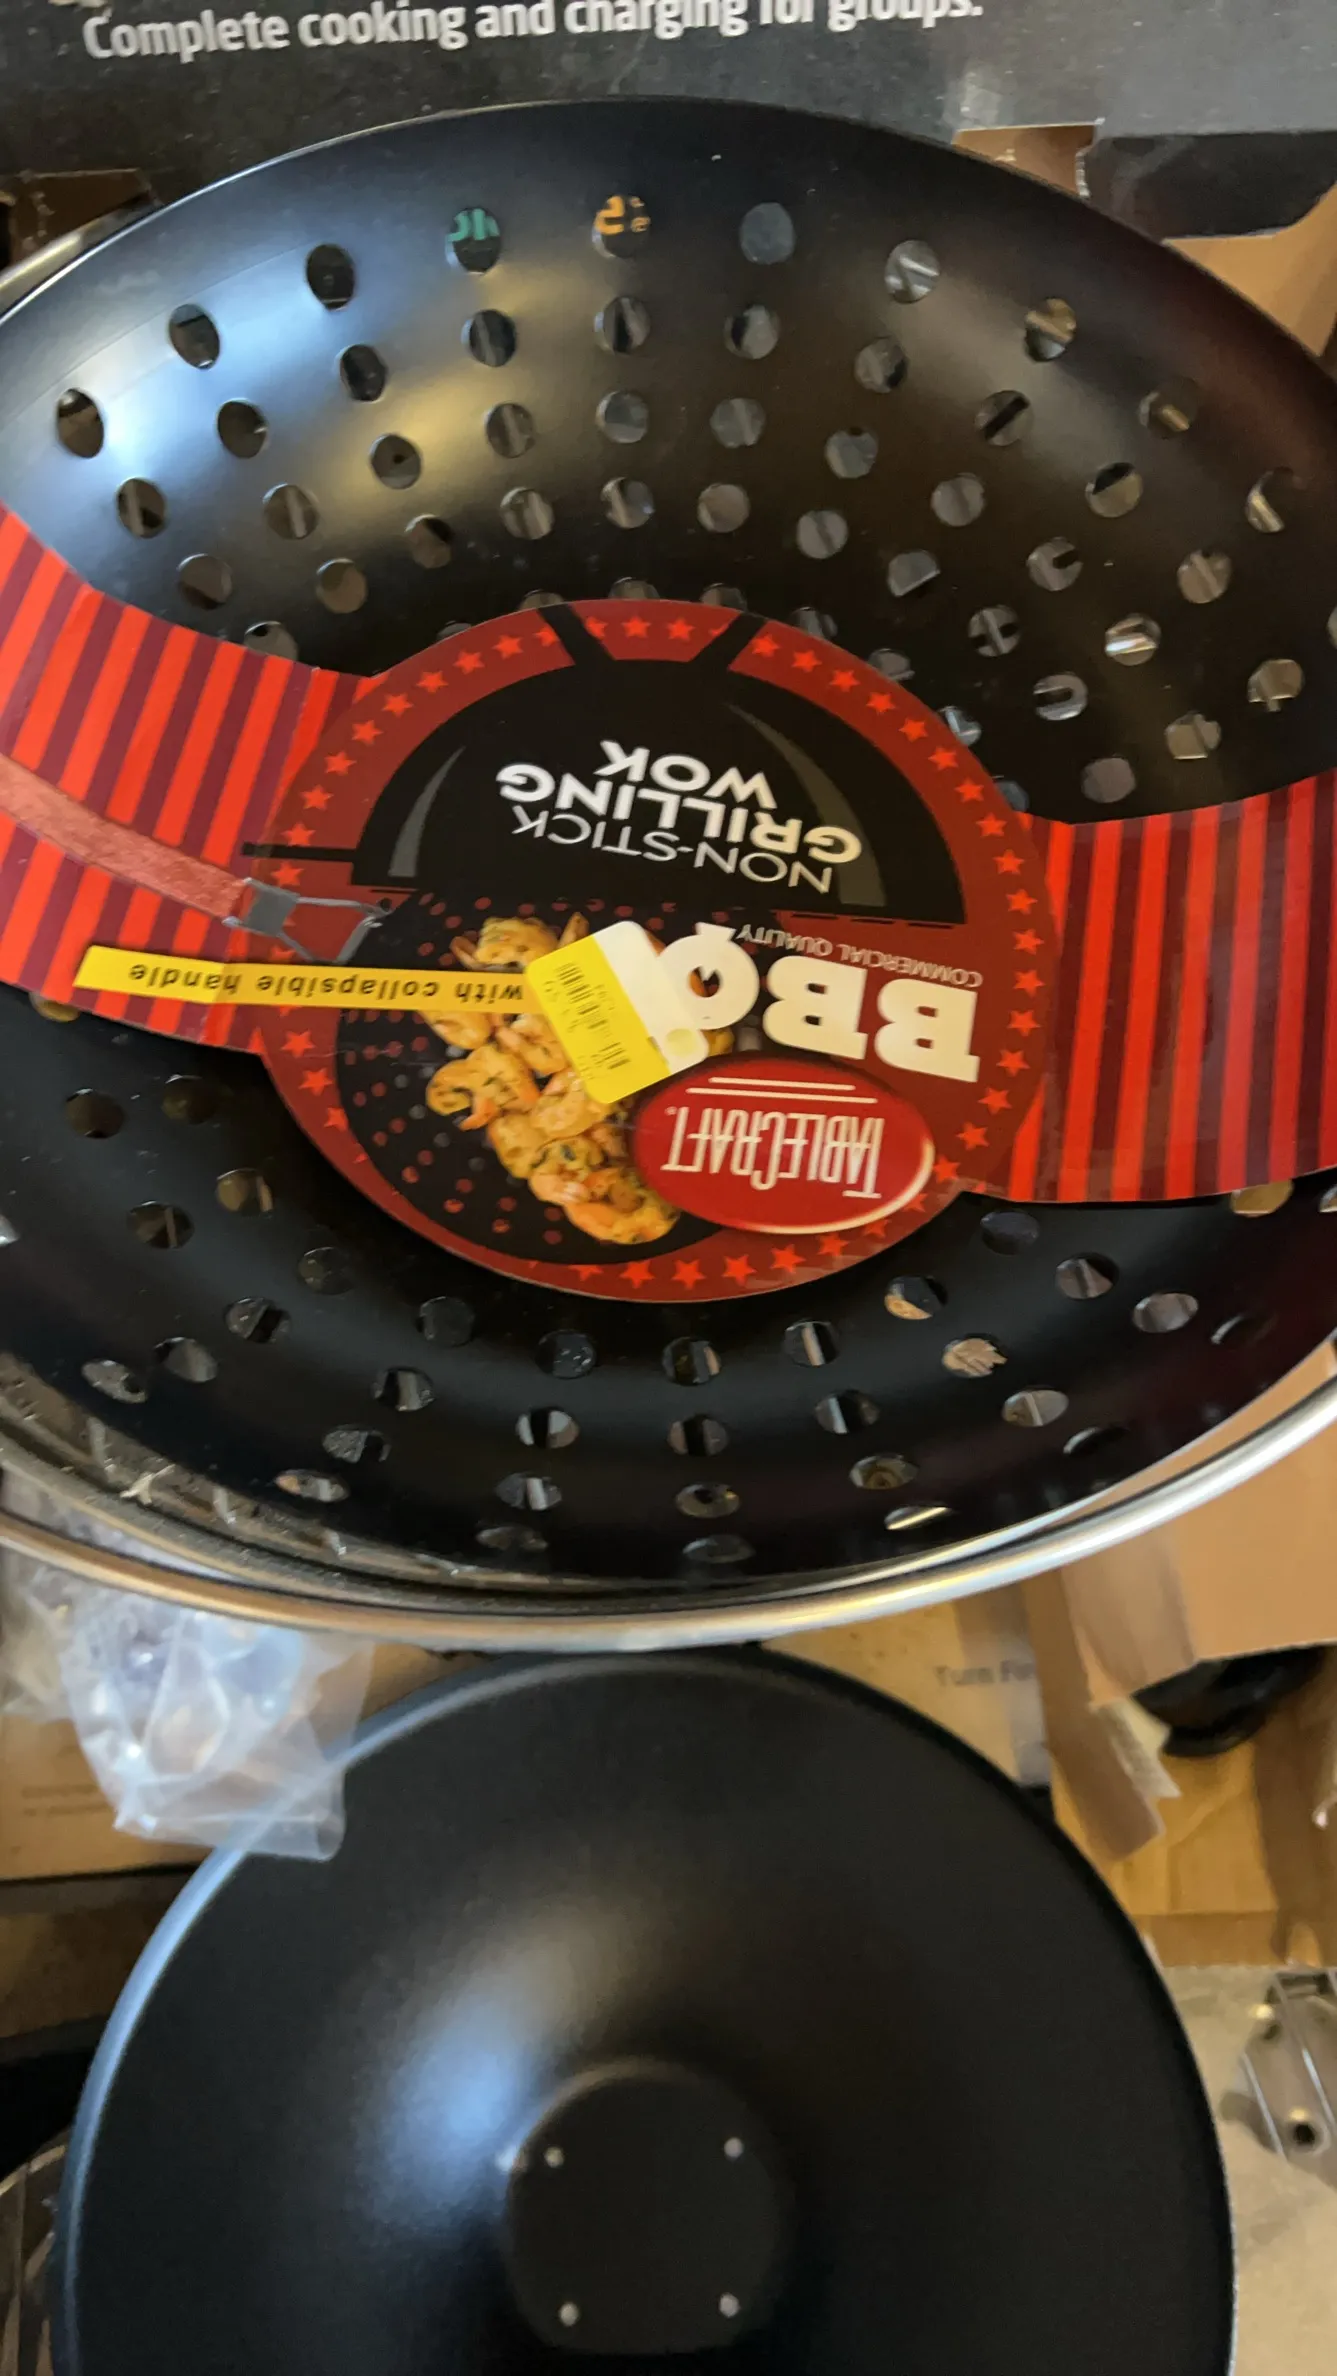 Complete cooking and charging for groups.
TABLECRAFT.
BBQ
COMMERCIAL QUALITY
with collapsible handle
NON-STICK
GRILLING
WOK